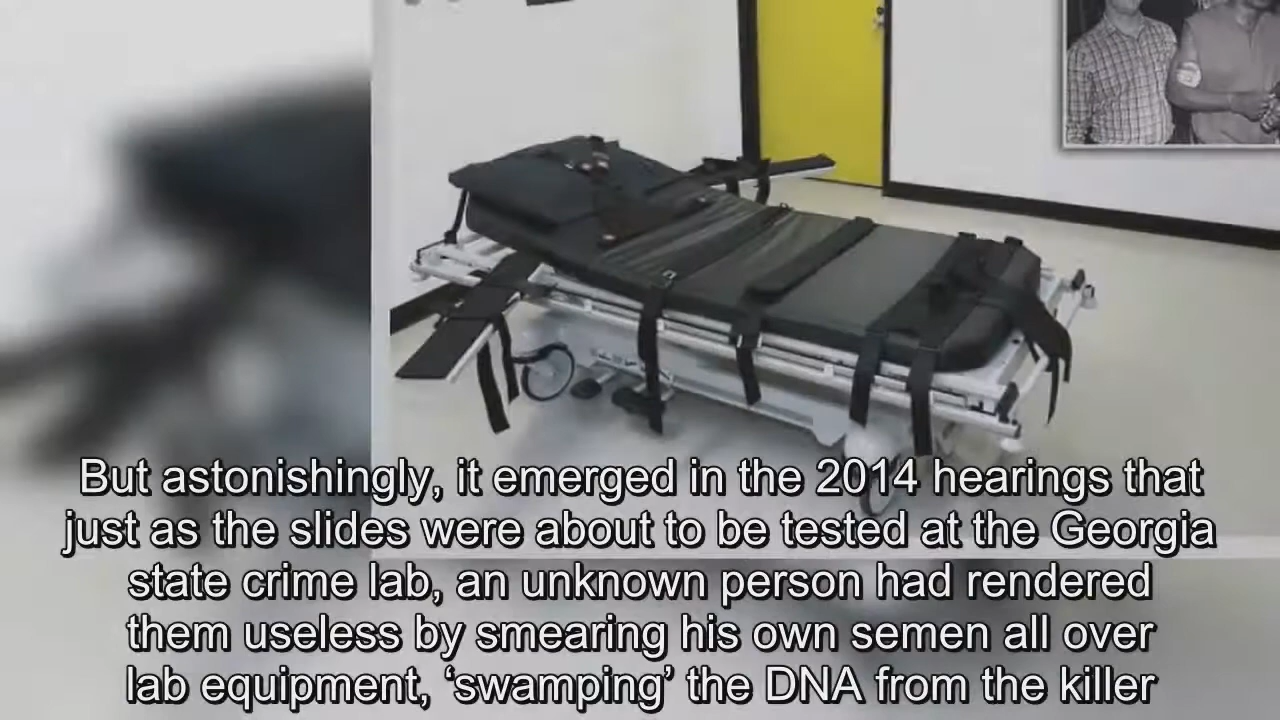 But astonishingly, it emerged in the 2014 hearings that
just as the slides were about to be tested at the Georgia
state crime lab, an unknown person had rendered
them useless by smearing his own semen all over
lab equipment, ‘swamping’ the DNA from the killer